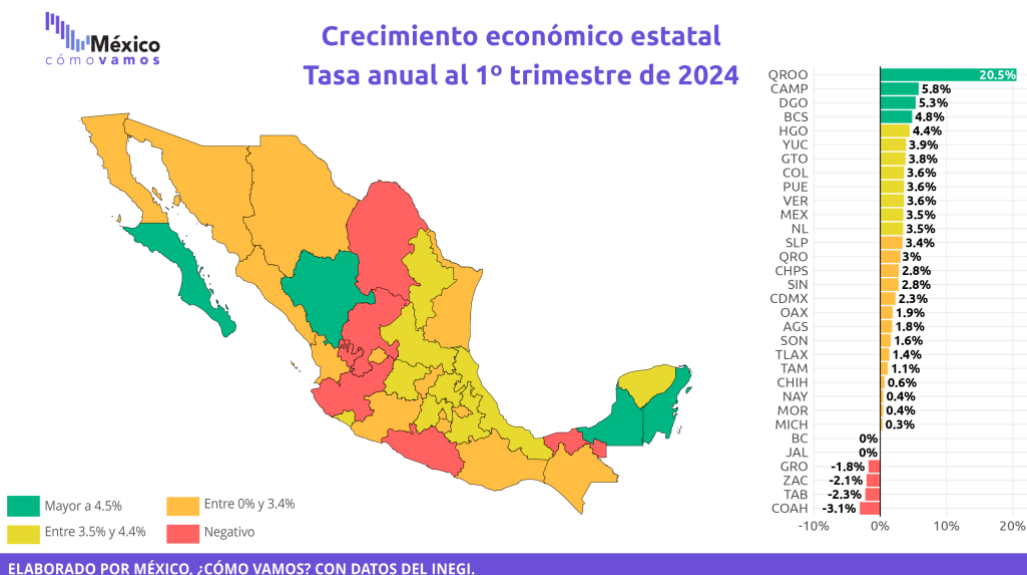 México
cómovamos
Crecimiento económico estatal
Tasa anual al 1º trimestre de 2024
QROO 20.5%
CAMP 5.8%
DGO 5.3%
BCS 4.8%
HGO 4.4%
YUC 3.9%
GTO 3.8%
COL 3.6%
PUE 3.6%
VER 3.6%
MEX 3.5%
NL 3.5%
SLP 3.4%
QRO 3%
CHPS 2.8%
SIN 2.8%
CDMX 2.3%
OAX 1.9%
AGS 1.8%
SON 1.6%
TLAX 1.4%
TAM 1.1%
CHIH 0.6%
NAY 0.4%
MOR 0.4%
MICH 0.3%
BC 0%
JAL 0%
GRO -1.8%
ZAC -2.1%
TAB -2.3%
COAH -3.1%
-10% 0% 10% 20%
Mayor a 4.5%
Entre 0% y 3.4%
Entre 3.5% y 4.4%
Negativo
ELABORADO POR MÉXICO, ¿CÓMO VAMOS? CON DATOS DEL INEGI.